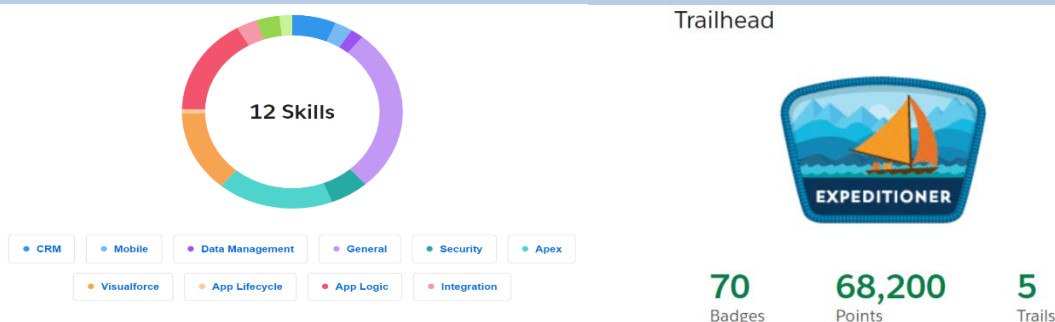 12 Skills
CRM
Mobile
Data Management
General
Security
Apex
Visualforce
App Lifecycle
App Logic
Integration
Trailhead
EXPEDITIONER
70
Badges
68,200
Points
5
Trails